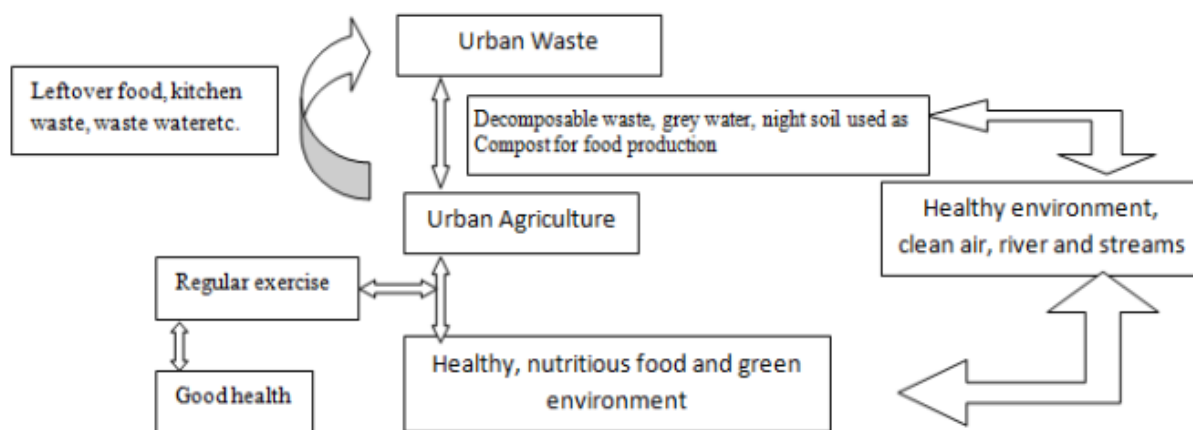 Urban Waste
Leftover food, kitchen
waste, waste wateretc.
Decomposable waste, grey water, night soil used as
Compost for food production
Urban Agriculture
Healthy environment,
clean air, river and streams
Regular exercise
Healthy, nutritious food and green
environment
Good health